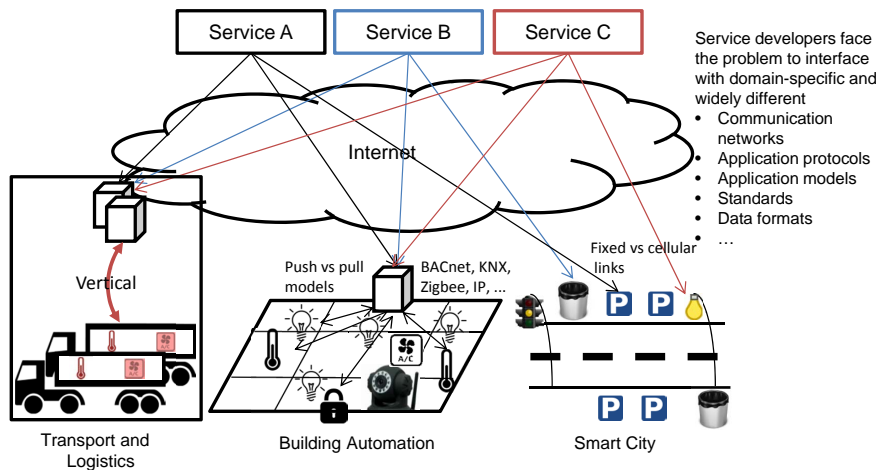 Service A
Service B
Service C
Service developers face
the problem to interface
with domain-specific and
widely different
• Communication
networks
• Application protocols
• Application models
• Standards
• Data formats
• …
Internet
Vertical
Push vs pull
models
BACnet, KNX,
Zigbee, IP, ...
Fixed vs cellular
links
P
P
A/C
A/C
A/C
P
P
Transport and
Logistics
Building Automation
Smart City